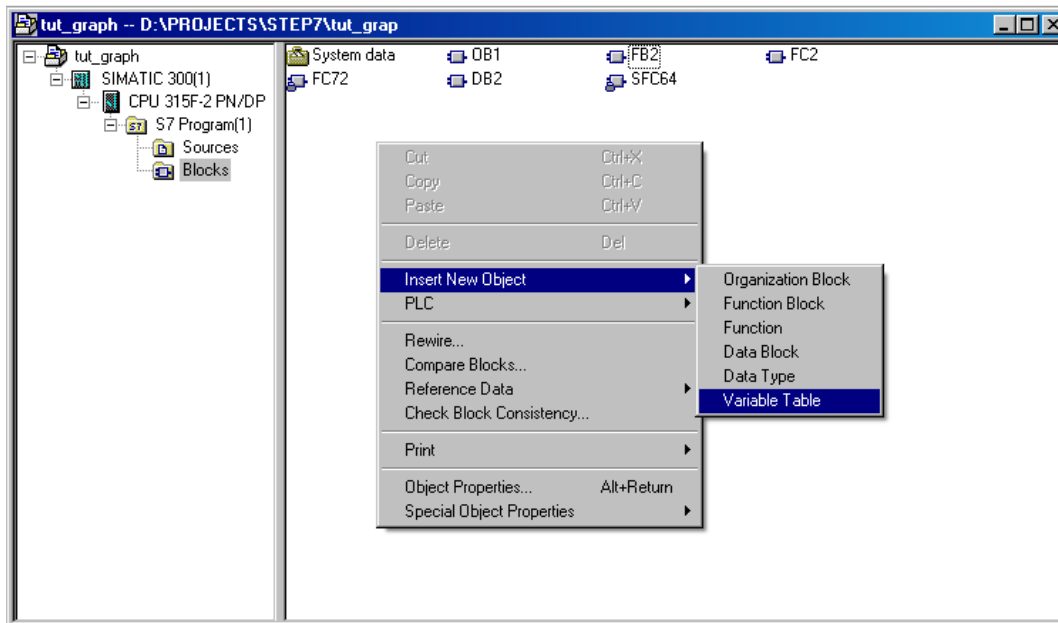 tut_graph -- D:\PROJECTS\STEP7\tut_grap
tut_graph
SIMATIC 300(1)
CPU 315F-2 PN/DP
S7 Program(1)
Sources
Blocks
System data OB1 FB2 FC2
FC72 DB2 SFC64
Cut Ctrl+X
Copy Ctrl+C
Paste Ctrl+V
Delete Del
Insert New Object
PLC
Rewire...
Compare Blocks...
Reference Data
Check Block Consistency...
Print
Object Properties... Alt+Return
Special Object Properties
Organization Block
Function Block
Function
Data Block
Data Type
Variable Table